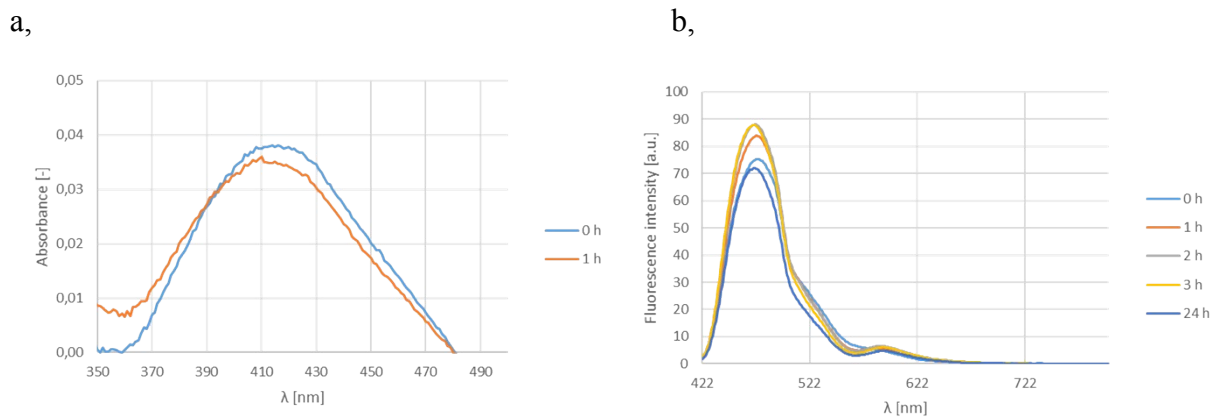 a,
b,
Absorbance [-]
0,05
0,04
0,03
0,02
0,01
0,00
350 370 390 410 430 450 470 490
λ [nm]
0 h
1 h
Fluorescence intensity [a.u.]
100
90
80
70
60
50
40
30
20
10
0
422 522 622 722
λ [nm]
0 h
1 h
2 h
3 h
24 h